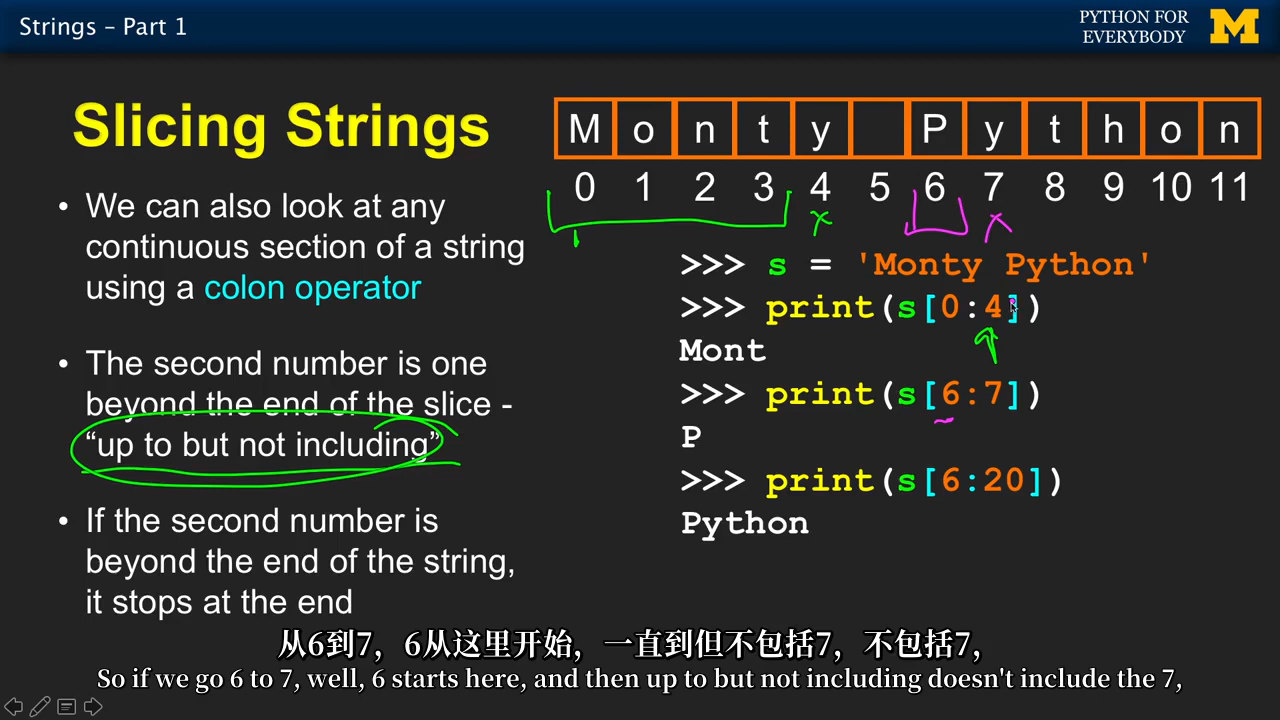 Strings – Part 1
PYTHON FOR
EVERYBODY
M
Slicing Strings
M o n t y P y t h o n
0 1 2 3 4 5 6 7 8 9 10 11
• We can also look at any
continuous section of a string
using a colon operator
• The second number is one
beyond the end of the slice -
“up to but not including”
• If the second number is
beyond the end of the string,
it stops at the end
>>> s = 'Monty Python'
>>> print(s[0:4])
Mont
>>> print(s[6:7])
P
>>> print(s[6:20])
Python
从6到7，6从这里开始，一直到但不包括7，不包括7，
So if we go 6 to 7, well, 6 starts here, and then up to but not including doesn't include the 7,